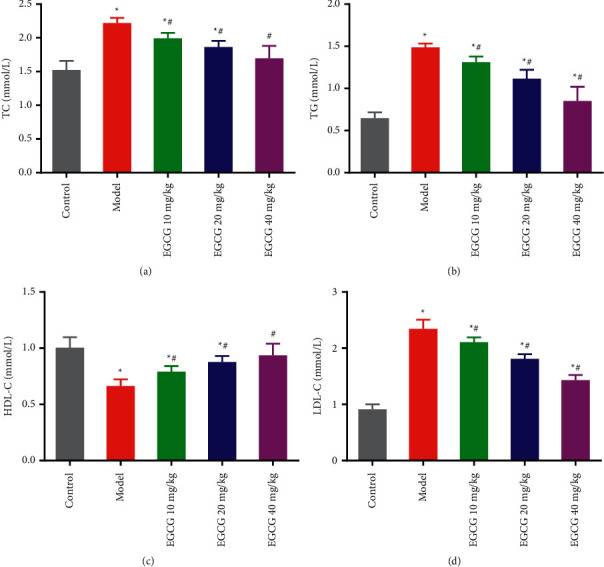 TC (mmol/L)
2.5
2.0
1.5
1.0
0.5
0.0
*
*#
*#
#
Control
Model
EGCG 10 mg/kg
EGCG 20 mg/kg
EGCG 40 mg/kg
(a)
TG (mmol/L)
2.0
1.5
1.0
0.5
0.0
*
*#
*#
*#
Control
Model
EGCG 10 mg/kg
EGCG 20 mg/kg
EGCG 40 mg/kg
(b)
HDL-C (mmol/L)
1.5
1.0
0.5
0.0
*
*#
*#
#
Control
Model
EGCG 10 mg/kg
EGCG 20 mg/kg
EGCG 40 mg/kg
(c)
LDL-C (mmol/L)
3
2
1
0
*
*#
*#
*#
Control
Model
EGCG 10 mg/kg
EGCG 20 mg/kg
EGCG 40 mg/kg
(d)